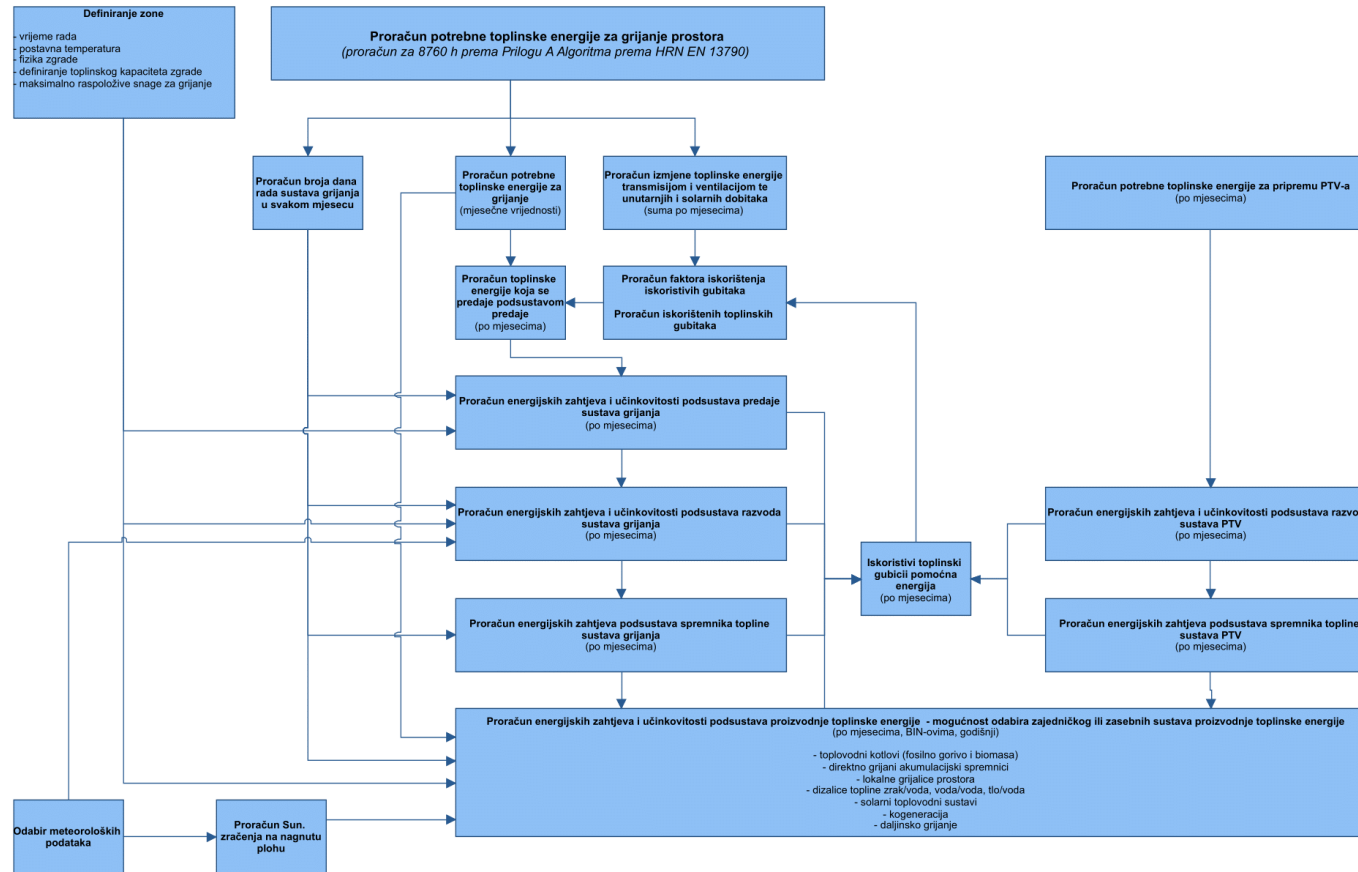 Definiranje zone
- vrijeme rada
- postavna temperatura
- fizika zgrade
- definiranje toplinskog kapaciteta zgrade
- maksimalno raspoložive snage za grijanje
Proračun potrebne toplinske energije za grijanje prostora
(proračun za 8760 h prema Prilogu A Algoritma prema HRN EN 13790)
Proračun broja dana
rada sustava grijanja
u svakom mjesecu
Proračun potrebne
toplinske energije za
grijanje
(mjesečne vrijednosti)
Proračun izmjene toplinske energije
transmisijom i ventilacijom te
unutarnjih i solarnih dobitaka
(suma po mjesecima)
Proračun potrebne toplinske energije za pripremu PTV-a
(po mjesecima)
Proračun toplinske
energije koja se
predaje podsustavom
predaje
(po mjesecima)
Proračun faktora iskorištenja
iskoristivih gubitaka
Proračun iskorištenih toplinskih
gubitaka
Proračun energijskih zahtjeva i učinkovitosti podsustava predaje
sustava grijanja
(po mjesecima)
Proračun energijskih zahtjeva i učinkovitosti podsustava razvoda
sustava grijanja
(po mjesecima)
Iskoristivi toplinski
gubicii pomoćna
energija
(po mjesecima)
Proračun energijskih zahtjeva i učinkovitosti podsustava razvo
sustava PTV
(po mjesecima)
Proračun energijskih zahtjeva podsustava spremnika topline
sustava grijanja
(po mjesecima)
Proračun energijskih zahtjeva podsustava spremnika topline
sustava PTV
(po mjesecima)
Proračun energijskih zahtjeva i učinkovitosti podsustava proizvodnje toplinske energije - mogućnost odabira zajedničkog ili zasebnih sustava proizvodnje toplinske energije
(po mjesecima, BIN-ovima, godišnji)
- toplovodni kotlovi (fosilno gorivo i biomasa)
- direktno grijani akumulacijski spremnici
- lokalne grijalice prostora
- dizalice topline zrak/voda, voda/voda, tlo/voda
- solarni toplovodni sustavi
- kogeneracija
- daljinsko grijanje
Odabir meteoroloških
podataka
Proračun Sun.
zračenja na nagnutu
plohu